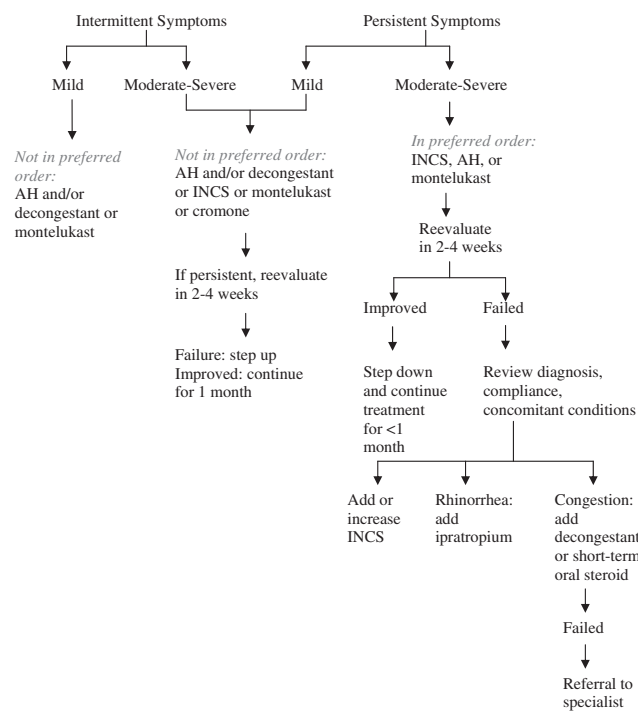 Intermittent Symptoms
Persistent Symptoms
Mild
Moderate-Severe
Mild
Moderate-Severe
Not in preferred
order:
AH and/or
decongestant or
montelukast
Not in preferred order:
AH and/or decongestant
or INCS or montelukast
or cromone
In preferred order:
INCS, AH, or
montelukast
If persistent, reevaluate
in 2-4 weeks
Reevaluate
in 2-4 weeks
Failure: step up
Improved: continue
for 1 month
Improved
Failed
Step down
and continue
treatment
for <1
month
Review diagnosis,
compliance,
concomitant conditions
Add or
increase
INCS
Rhinorrhea:
add
ipratropium
Congestion:
add
decongestant
or short-term
oral steroid
Failed
Referral to
specialist